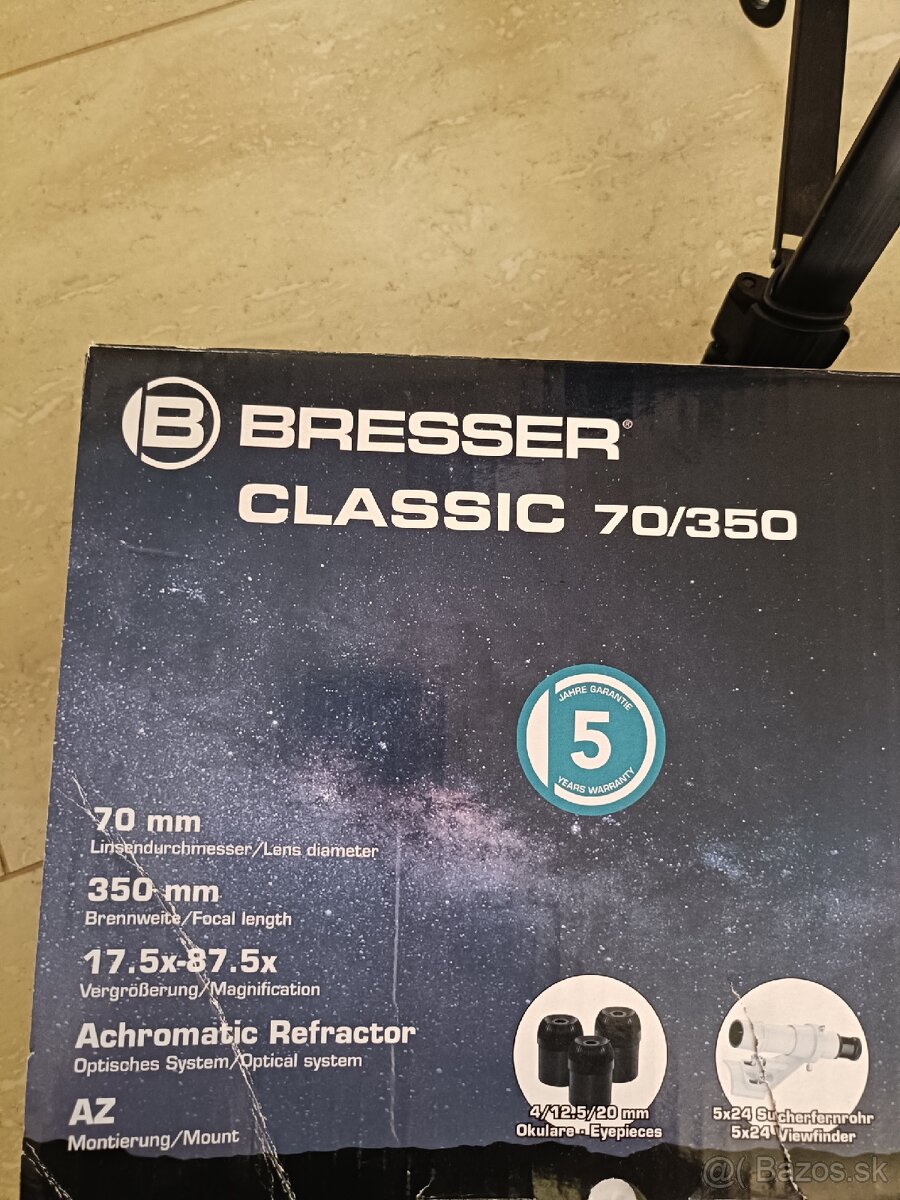 B BRESSER®
CLASSIC 70/350
JAHRE GARANTIE
5
YEARS WARRANTY
70 mm
Linsendurchmesser/Lens diameter
350 mm
Brennweite/Focal length
17.5x-87.5x
Vergrößerung/Magnification
Achromatic Refractor
Optisches System/Optical system
AZ
Montierung/Mount
4/12.5/20 mm
Okulare · Eyepieces
5x24 Sucherfernrohr
5x24 Viewfinder
@( Bazos.sk